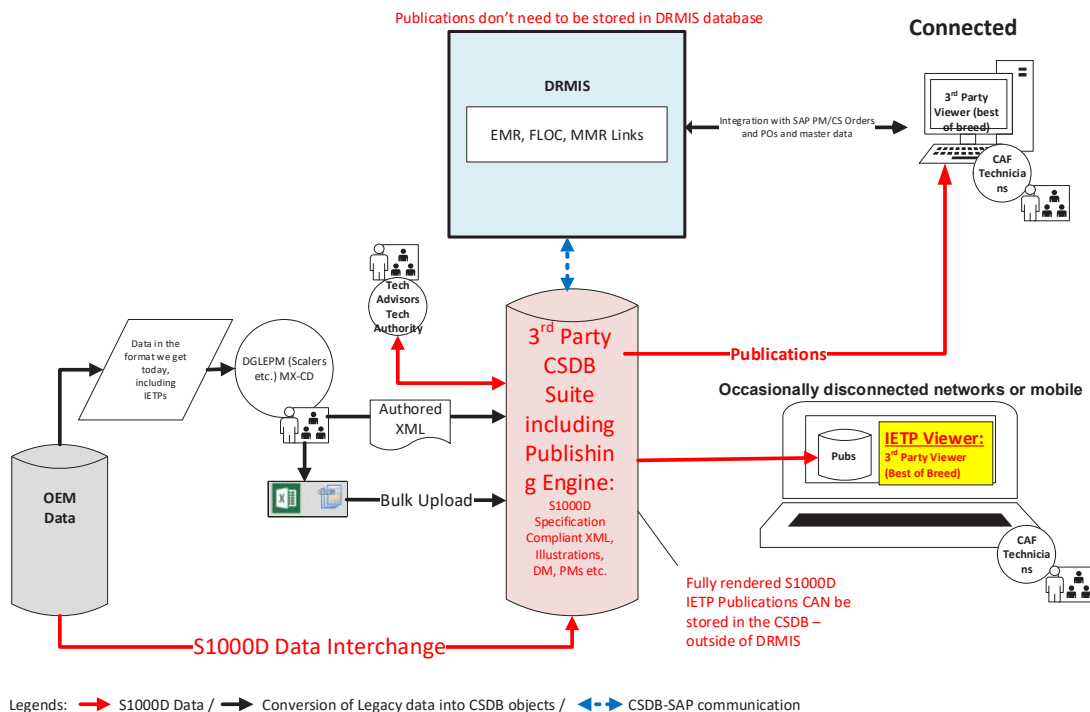 Publications don't need to be stored in DRMIS database
Connected
DRMIS
EMR, FLOC, MMR Links
Integration with SAP PM/CS Orders
and POs and master data
3rd Party
Viewer (best
of breed)
CAF
Technicia
ns
Tech
Advisors
Tech
Authority
Data in the
format we get
today,
including
IETPs
DGLEPM (Scalers
etc.) MX-CD
Authored
XML
Bulk Upload
OEM
Data
3rd Party
CSDB
Suite
including
Publishin
g Engine:
S1000D
Specification
Compliant XML,
Illustrations,
DM, PMs etc.
Publications
Occasionally disconnected networks or mobile
Pubs
IETP Viewer:
3rd Party Viewer
(Best of Breed)
CAF
Technicia
ns
Fully rendered S1000D
IETP Publications CAN be
stored in the CSDB –
outside of DRMIS
S1000D Data Interchange
Legends: S1000D Data / Conversion of Legacy data into CSDB objects / CSDB-SAP communication